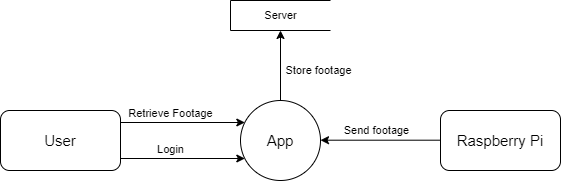 Server
Store footage
Retrieve Footage
Send footage
User
App
Raspberry Pi
Login